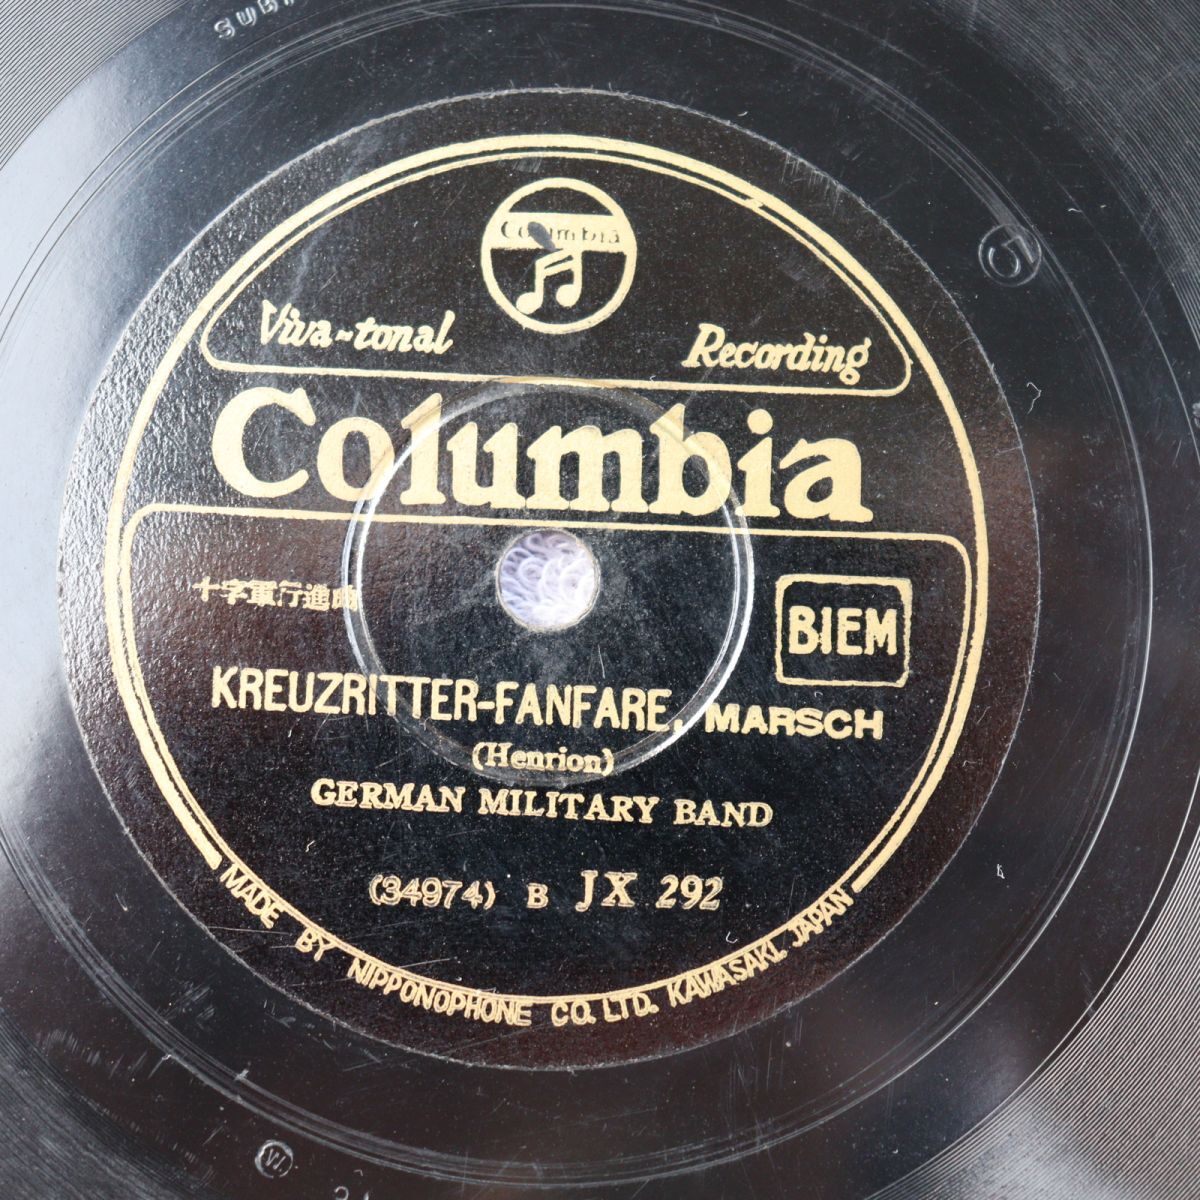 Columbia
Viva-tonal Recording
Columbia
十字軍行進曲
BIEM
KREUZRITTER-FANFARE, MARSCH
(Henrion)
GERMAN MILITARY BAND
(34974) B JX 292
MADE BY NIPPONOPHONE CO. LTD. KAWASAKI, JAPAN
5